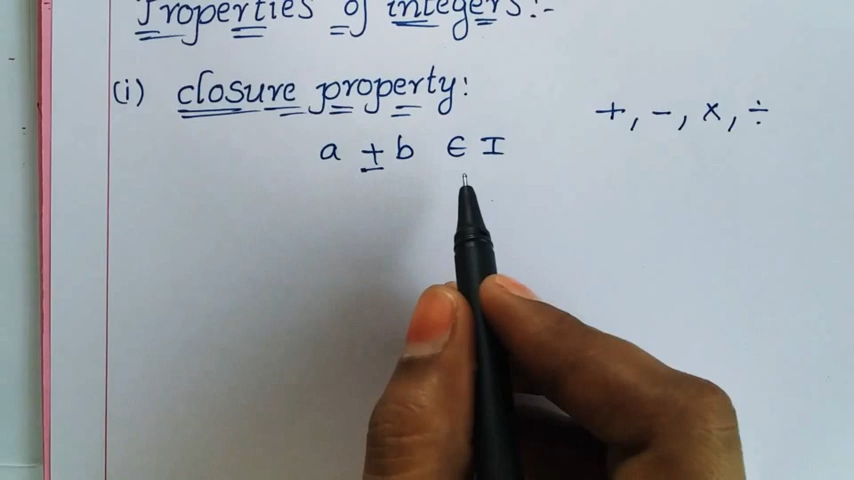 Properties of integers:-
(i) closure property:
+, -, ×, ÷
a + b ∈ I